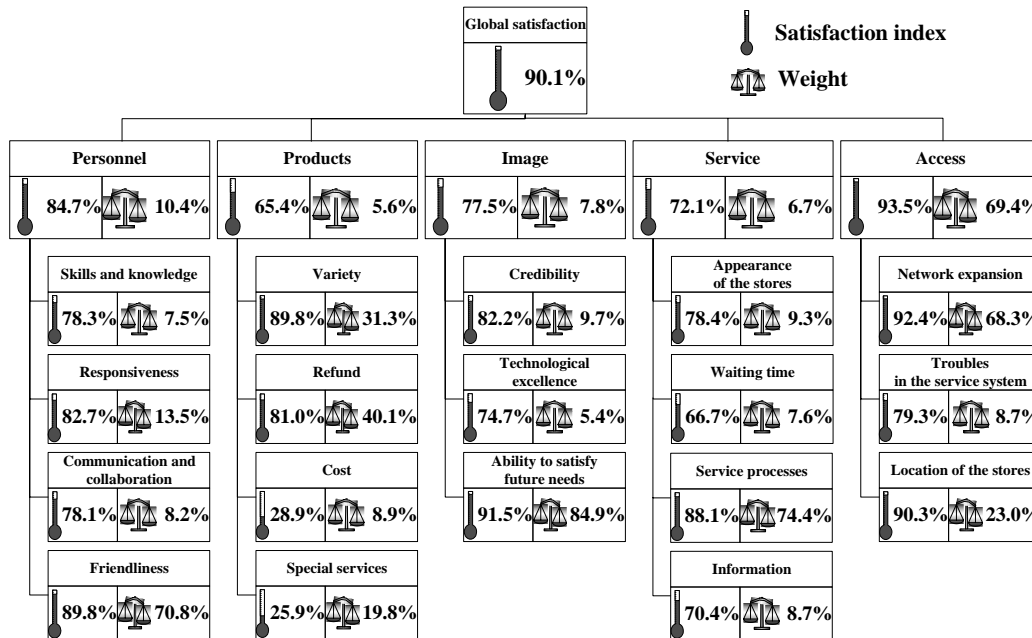 Global satisfaction
90.1%
Satisfaction index
Weight
Personnel
84.7% 10.4%
Products
65.4% 5.6%
Image
77.5% 7.8%
Service
72.1% 6.7%
Access
93.5% 69.4%
Skills and knowledge
78.3% 7.5%
Responsiveness
82.7% 13.5%
Communication and
collaboration
78.1% 8.2%
Friendliness
89.8% 70.8%
Variety
89.8% 31.3%
Refund
81.0% 40.1%
Cost
28.9% 8.9%
Special services
25.9% 19.8%
Credibility
82.2% 9.7%
Technological
excellence
74.7% 5.4%
Ability to satisfy
future needs
91.5% 84.9%
Appearance
of the stores
78.4% 9.3%
Waiting time
66.7% 7.6%
Service processes
88.1% 74.4%
Information
70.4% 8.7%
Network expansion
92.4% 68.3%
Troubles
in the service system
79.3% 8.7%
Location of the stores
90.3% 23.0%